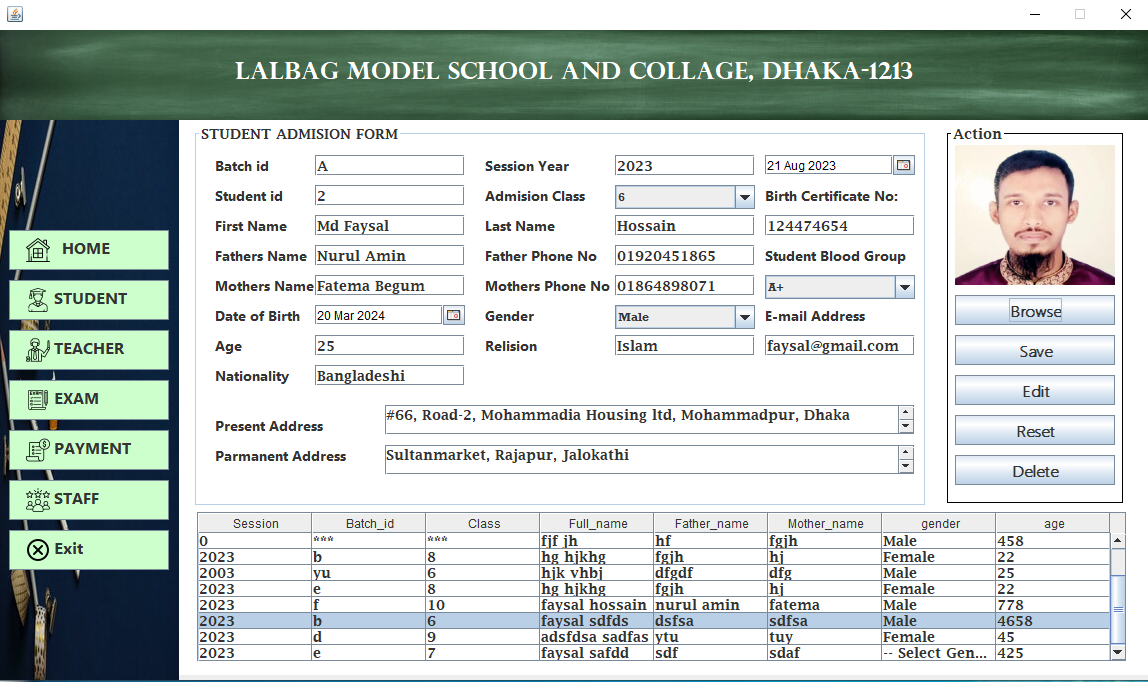 LALBAG MODEL SCHOOL AND COLLAGE, DHAKA-1213
HOME
STUDENT
TEACHER
EXAM
PAYMENT
STAFF
Exit
STUDENT ADMISION FORM
Batch id A Session Year 2023 21 Aug 2023
Student id 2 Admision Class 6 Birth Certificate No:
First Name Md Faysal Last Name Hossain 124474654
Fathers Name Nurul Amin Father Phone No 01920451865 Student Blood Group
Mothers Name Fatema Begum Mothers Phone No 01864898071 A+
Date of Birth 20 Mar 2024 Gender Male E-mail Address
Age 25 Relision Islam faysal@gmail.com
Nationality Bangladeshi
Present Address #66, Road-2, Mohammadia Housing ltd, Mohammadpur, Dhaka
Parmanent Address Sultanmarket, Rajapur, Jalokathi
Action
Browse
Save
Edit
Reset
Delete
Session Batch_id Class Full_name Father_name Mother_name gender age
0 *** *** fjf jh hf fgjh Male 458
2023 b 8 hg hjkhg fgjh hj Female 22
2003 yu 6 hjk vhbj dfgdf dfg Male 25
2023 e 8 hg hjkhg fgjh hj Female 22
2023 f 10 faysal hossain nurul amin fatema Male 778
2023 b 6 faysal sdfds dsfsa sdfsa Male 4658
2023 d 9 adsfdsa sadfas ytu tuy Female 45
2023 e 7 faysal safdd sdf sdaf -- Select Gen... 425